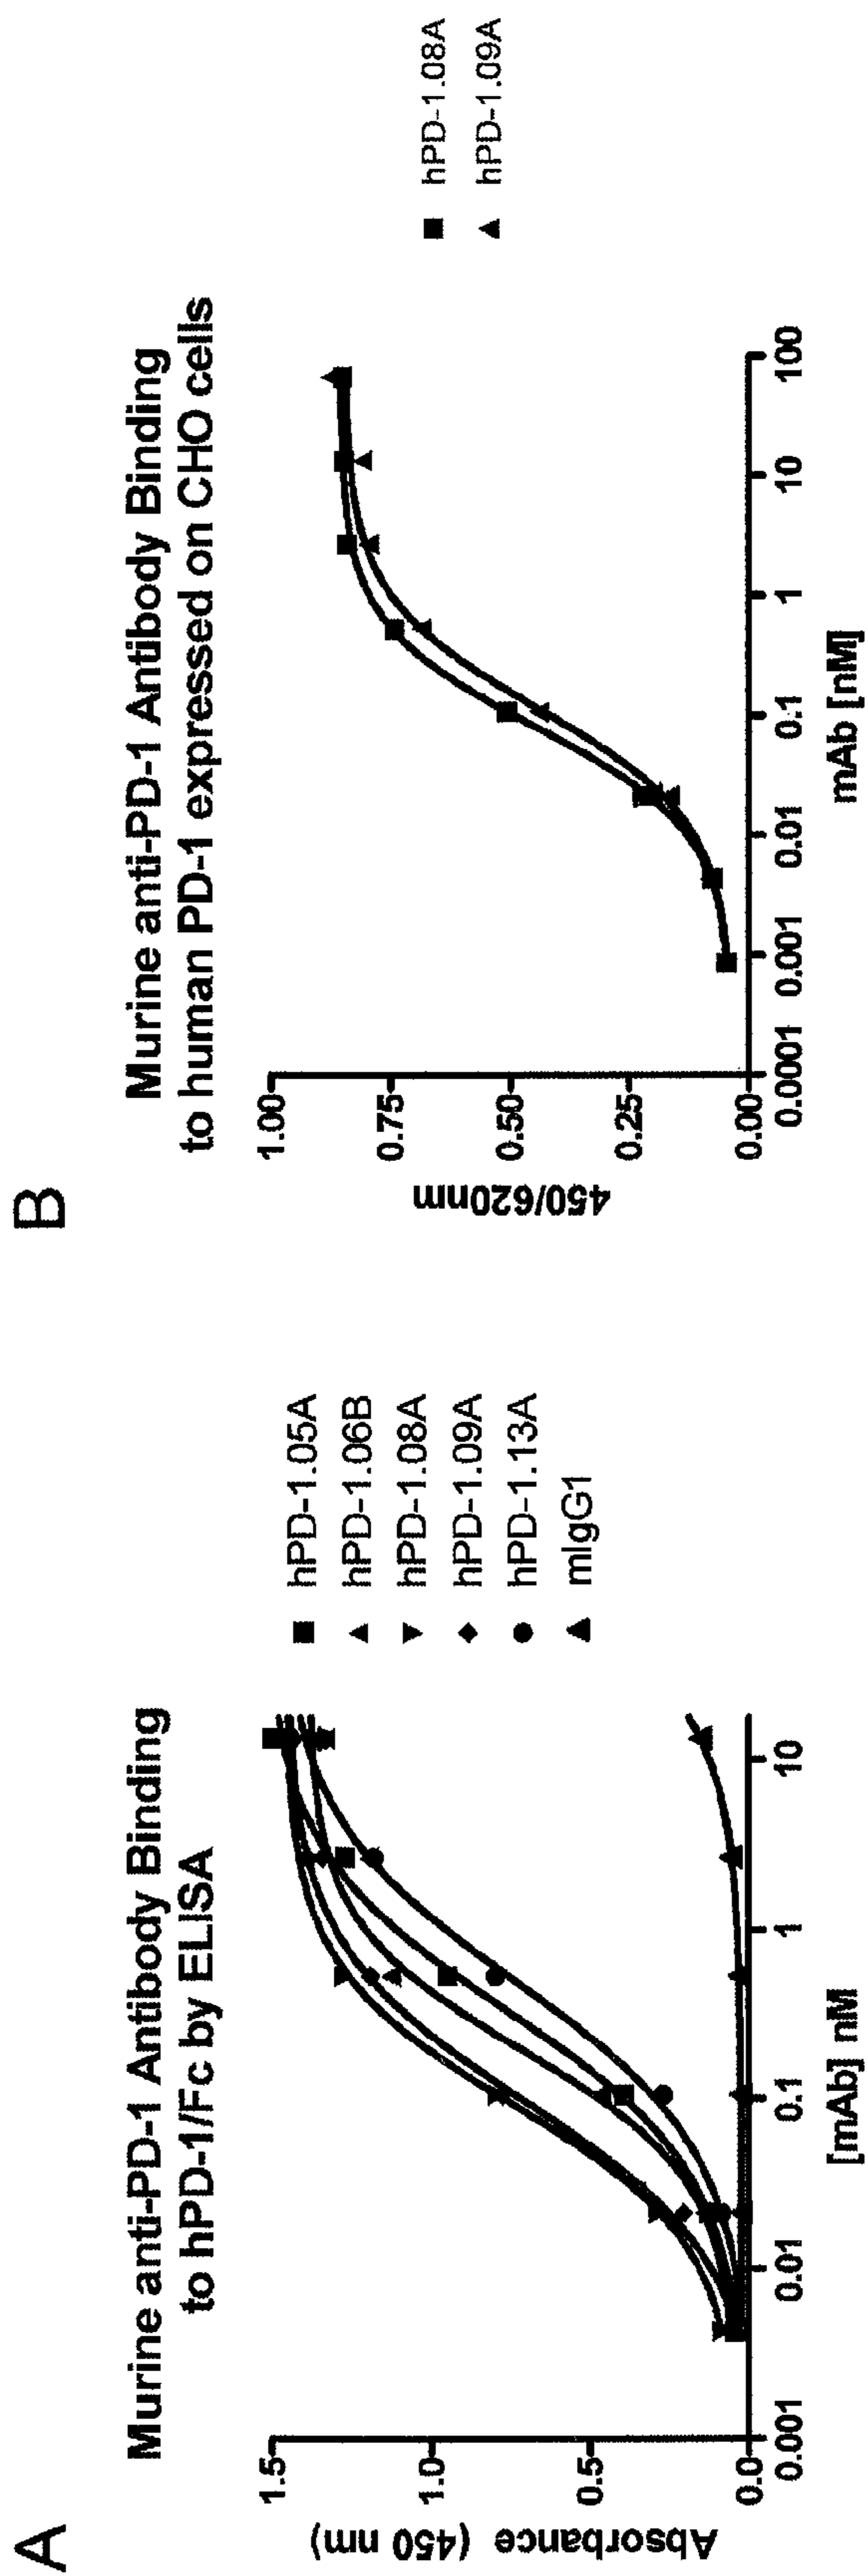 A
Murine anti-PD-1 Antibody Binding
to hPD-1/Fc by ELISA
Absorbance (450 nm)
1.5
1.0
0.5
0.0
0.001
0.01
0.1
1
10
[mAb] nM
hPD-1.05A
hPD-1.06B
hPD-1.08A
hPD-1.09A
hPD-1.13A
mIgG1
B
Murine anti-PD-1 Antibody Binding
to human PD-1 expressed on CHO cells
450/620nm
1.00
0.75
0.50
0.25
0.00
0.0001
0.001
0.01
0.1
1
10
100
mAb [nM]
hPD-1.08A
hPD-1.09A